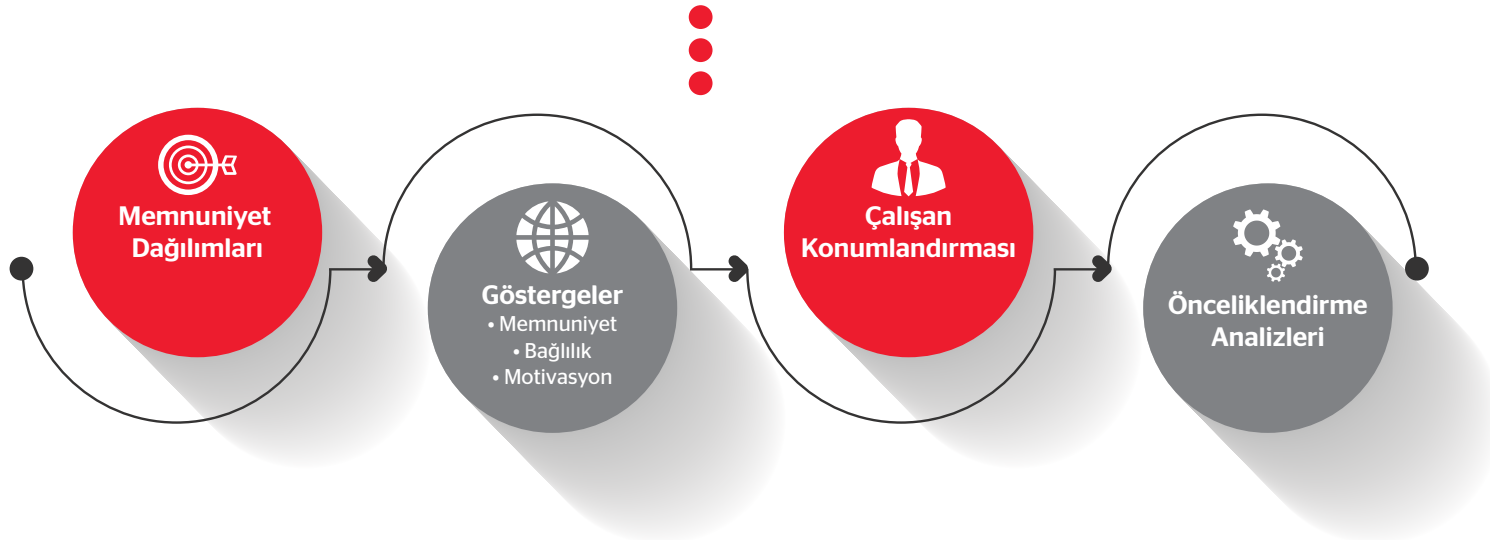 Memnuniyet
Dağılımları
Göstergeler
• Memnuniyet
• Bağlılık
• Motivasyon
Çalışan
Konumlandırması
Önceliklendirme
Analizleri